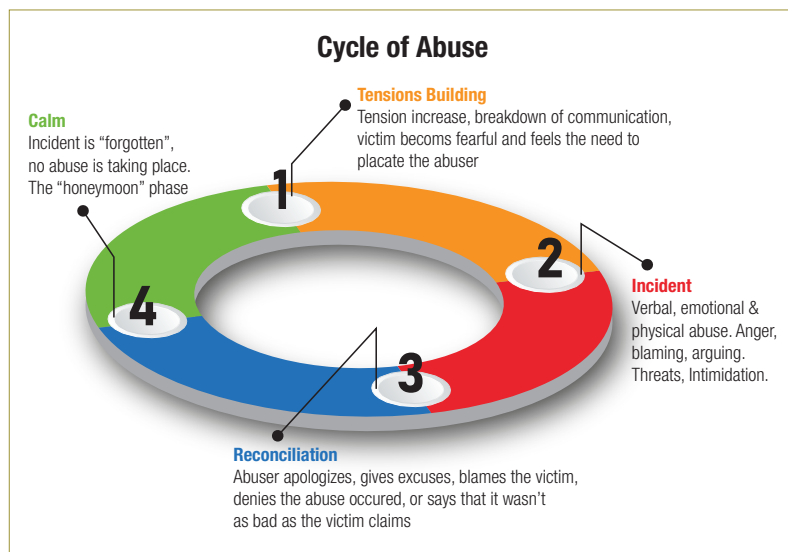 Cycle of Abuse
1
Tensions Building
Tension increase, breakdown of communication,
victim becoms fearful and feels the need to
placate the abuser
2
Incident
Verbal, emotional &
physical abuse. Anger,
blaming, arguing.
Threats, Intimidation.
3
Reconciliation
Abuser apologizes, gives excuses, blames the victim,
denies the abuse occured, or says that it wasn't
as bad as the victim claims
4
Calm
Incident is “forgotten”,
no abuse is taking place.
The “honeymoon” phase